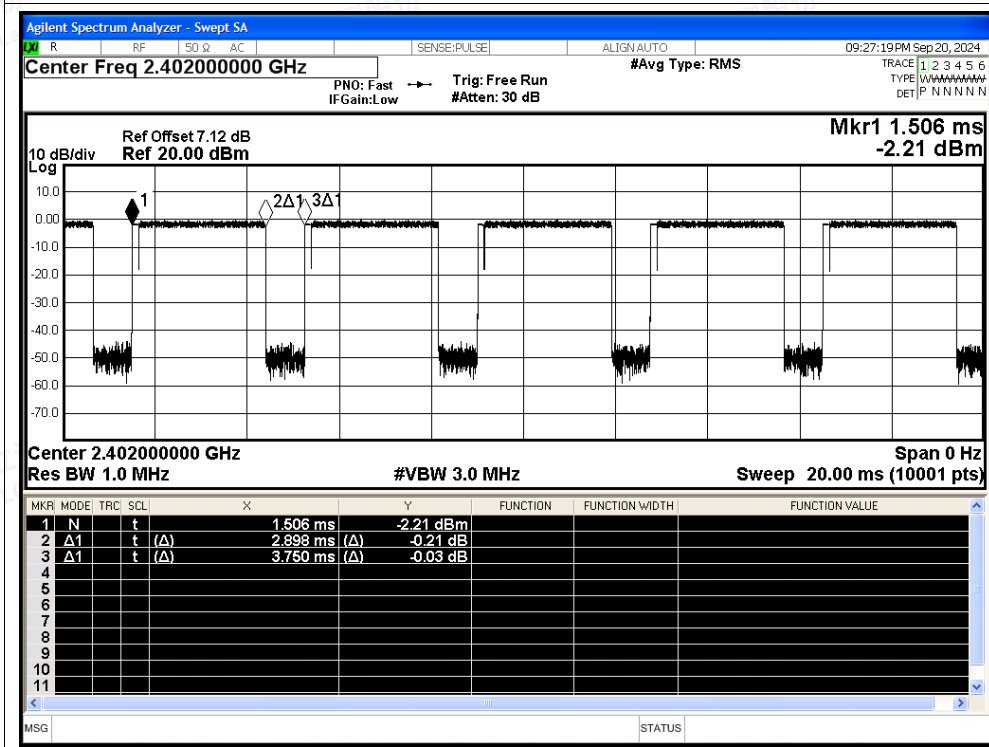 Agilent Spectrum Analyzer - Swept SA
LXI R RF 50 Ω AC SENSE:PULSE ALIGN AUTO 09:27:19 PM Sep 20, 2024
Center Freq 2.402000000 GHz #Avg Type: RMS TRACE 1 2 3 4 5 6
PNO: Fast Trig: Free Run TYPE
IFGain:Low #Atten: 30 dB DET P N N N N N
Mkr1 1.506 ms
Ref Offset 7.12 dB
10 dB/div Ref 20.00 dBm -2.21 dBm
Log
10.0
1 2Δ1 3Δ1
0.00
-10.0
-20.0
-30.0
-40.0
-50.0
-60.0
-70.0
Center 2.402000000 GHz Span 0 Hz
Res BW 1.0 MHz #VBW 3.0 MHz Sweep 20.00 ms (10001 pts)
MKR MODE TRC SCL X Y FUNCTION FUNCTION WIDTH FUNCTION VALUE
1 N t 1.506 ms -2.21 dBm
2 Δ1 t (Δ) 2.898 ms (Δ) -0.21 dB
3 Δ1 t (Δ) 3.750 ms (Δ) -0.03 dB
4
5
6
7
8
9
10
11
MSG STATUS